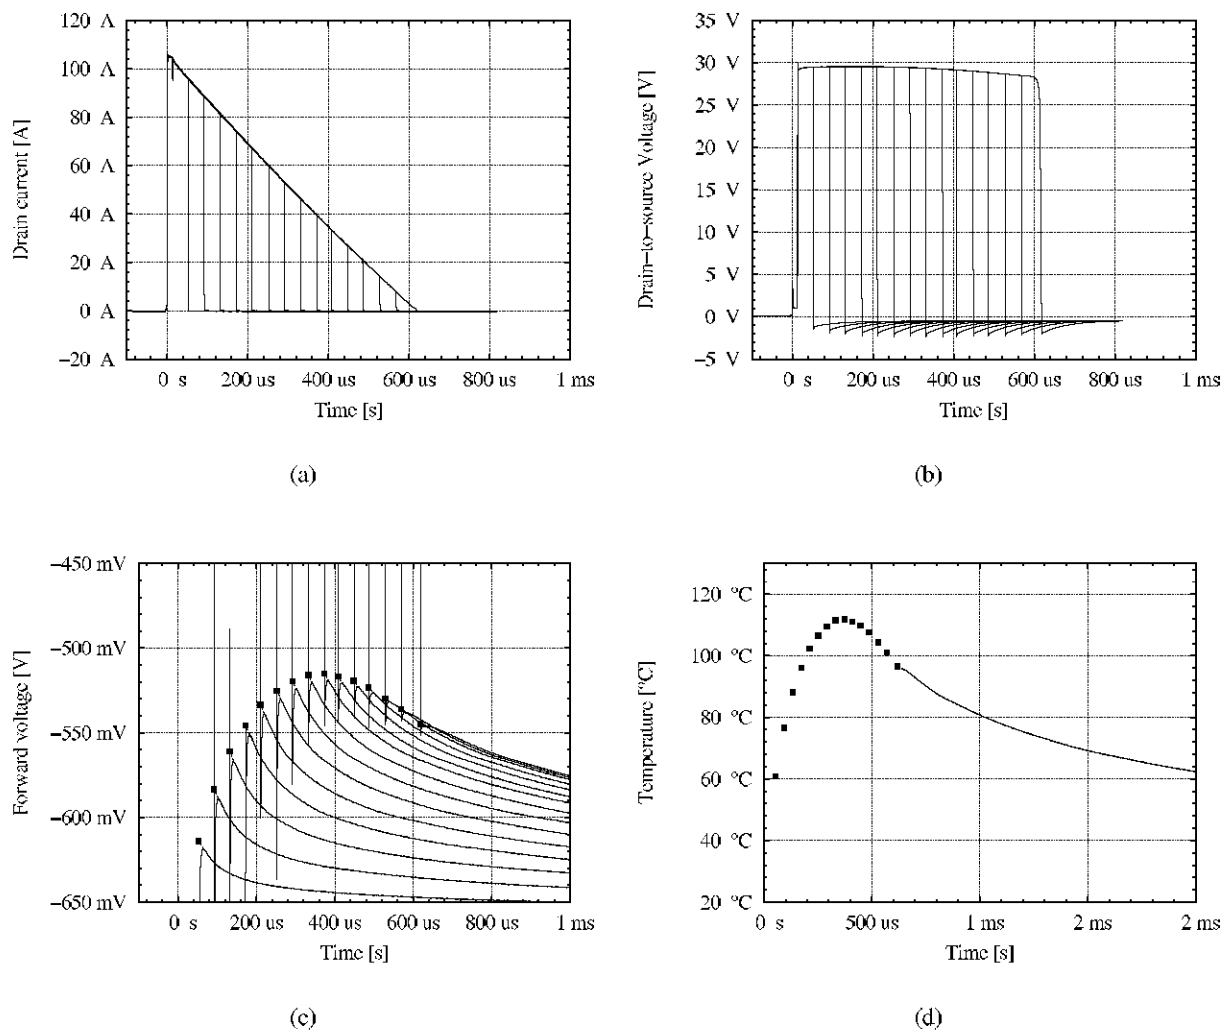 120 A
100 A
80 A
60 A
40 A
20 A
0 A
−20 A
Drain current [A]
0 s 200 us 400 us 600 us 800 us 1 ms
Time [s]
(a)
35 V
30 V
25 V
20 V
15 V
10 V
5 V
0 V
−5 V
Drain−to−source Voltage [V]
0 s 200 us 400 us 600 us 800 us 1 ms
Time [s]
(b)
−450 mV
−500 mV
−550 mV
−600 mV
−650 mV
Forward voltage [V]
0 s 200 us 400 us 600 us 800 us 1 ms
Time [s]
(c)
120 °C
100 °C
80 °C
60 °C
40 °C
20 °C
Temperature [°C]
0 s 500 us 1 ms 2 ms 2 ms
Time [s]
(d)